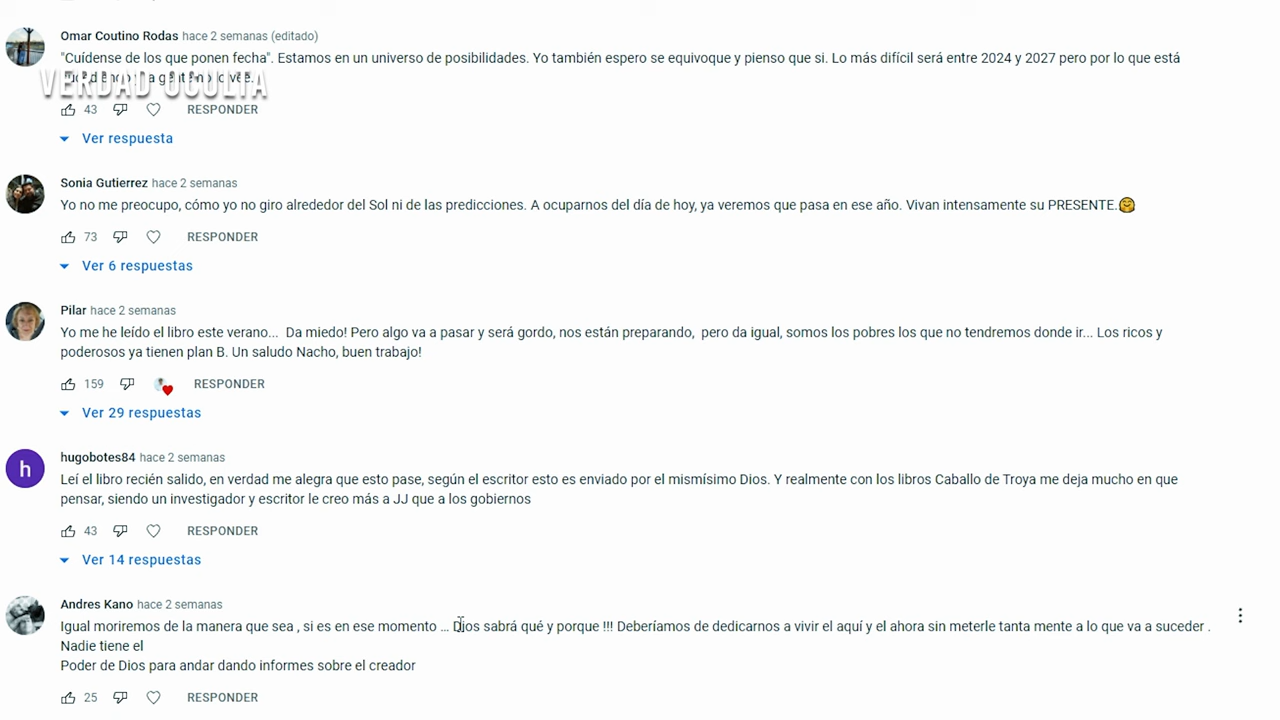 Omar Coutino Rodas hace 2 semanas (editado)
"Cuídense de los que ponen fecha". Estamos en un universo de posibilidades. Yo también espero se equivoque y pienso que si. Lo más difícil será entre 2024 y 2027 pero por lo que está
VERDAD OCULTA
43 RESPONDER
Ver respuesta
Sonia Gutierrez hace 2 semanas
Yo no me preocupo, cómo yo no giro alrededor del Sol ni de las predicciones. A ocuparnos del día de hoy, ya veremos que pasa en ese año. Vivan intensamente su PRESENTE.🤗
73 RESPONDER
Ver 6 respuestas
Pilar hace 2 semanas
Yo me he leído el libro este verano... Da miedo! Pero algo va a pasar y será gordo, nos están preparando, pero da igual, somos los pobres los que no tendremos donde ir... Los ricos y
poderosos ya tienen plan B. Un saludo Nacho, buen trabajo!
159 RESPONDER
Ver 29 respuestas
h
hugobotes84 hace 2 semanas
Leí el libro recién salido, en verdad me alegra que esto pase, según el escritor esto es enviado por el mismísimo Dios. Y realmente con los libros Caballo de Troya me deja mucho en que
pensar, siendo un investigador y escritor le creo más a JJ que a los gobiernos
43 RESPONDER
Ver 14 respuestas
Andres Kano hace 2 semanas
Igual moriremos de la manera que sea , si es en ese momento ... Dios sabrá qué y porque !!! Deberíamos de dedicarnos a vivir el aquí y el ahora sin meterle tanta mente a lo que va a suceder .
Nadie tiene el
Poder de Dios para andar dando informes sobre el creador
25 RESPONDER